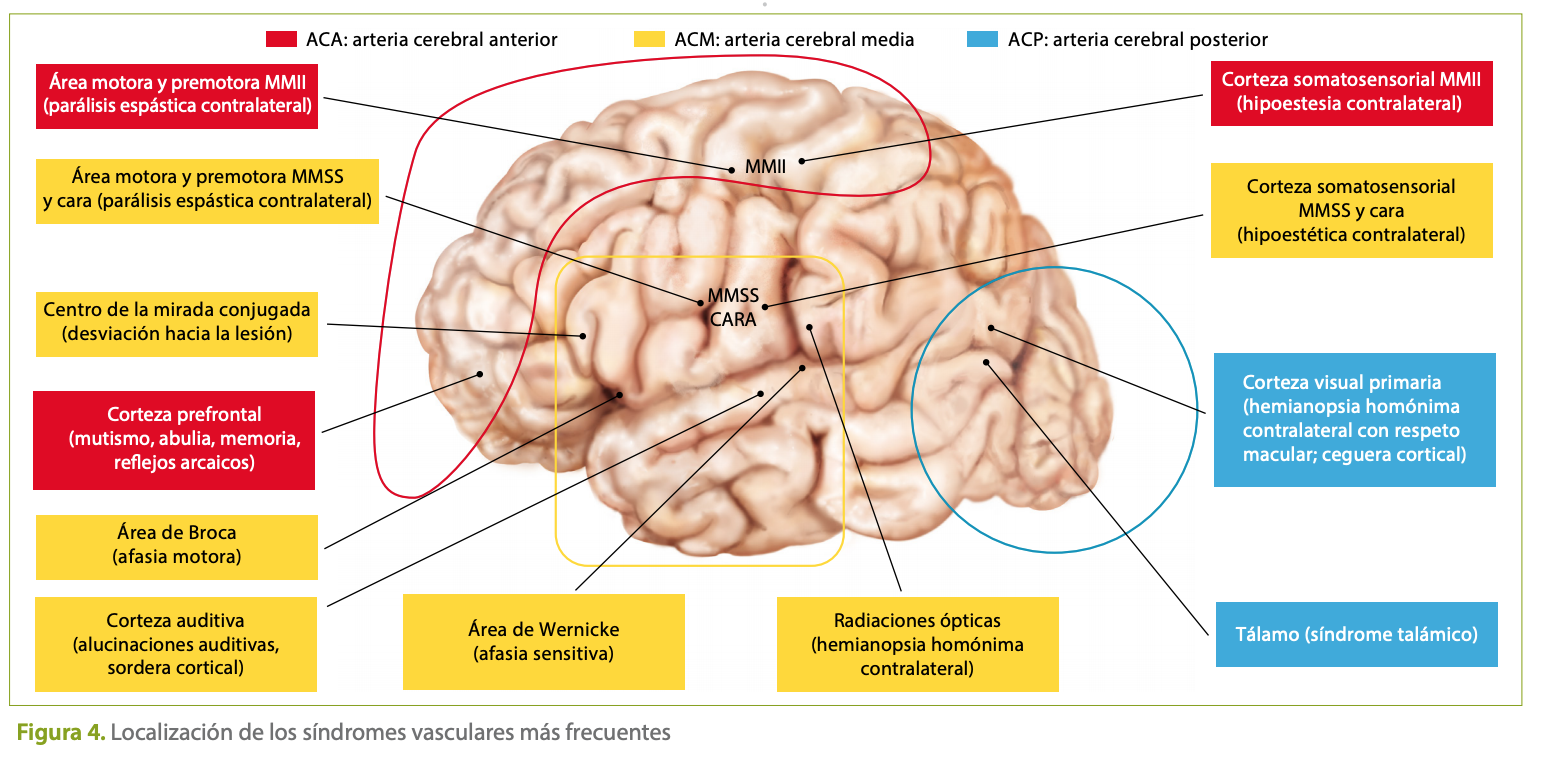 ACA: arteria cerebral anterior
ACM: arteria cerebral media
ACP: arteria cerebral posterior
Área motora y premotora MMII
(parálisis espástica contralateral)
Área motora y premotora MMSS
y cara (parálisis espástica contralateral)
Centro de la mirada conjugada
(desviación hacia la lesión)
Corteza prefrontal
(mutismo, abulia, memoria,
reflejos arcaicos)
Área de Broca
(afasia motora)
Corteza auditiva
(alucinaciones auditivas,
sordera cortical)
Área de Wernicke
(afasia sensitiva)
Radiaciones ópticas
(hemianopsia homónima
contralateral)
MMII
MMSS
CARA
Corteza somatosensorial MMII
(hipoestesia contralateral)
Corteza somatosensorial
MMSS y cara
(hipoestética contralateral)
Corteza visual primaria
(hemianopsia homónima
contralateral con respeto
macular; ceguera cortical)
Tálamo (síndrome talámico)
Figura 4. Localización de los síndromes vasculares más frecuentes